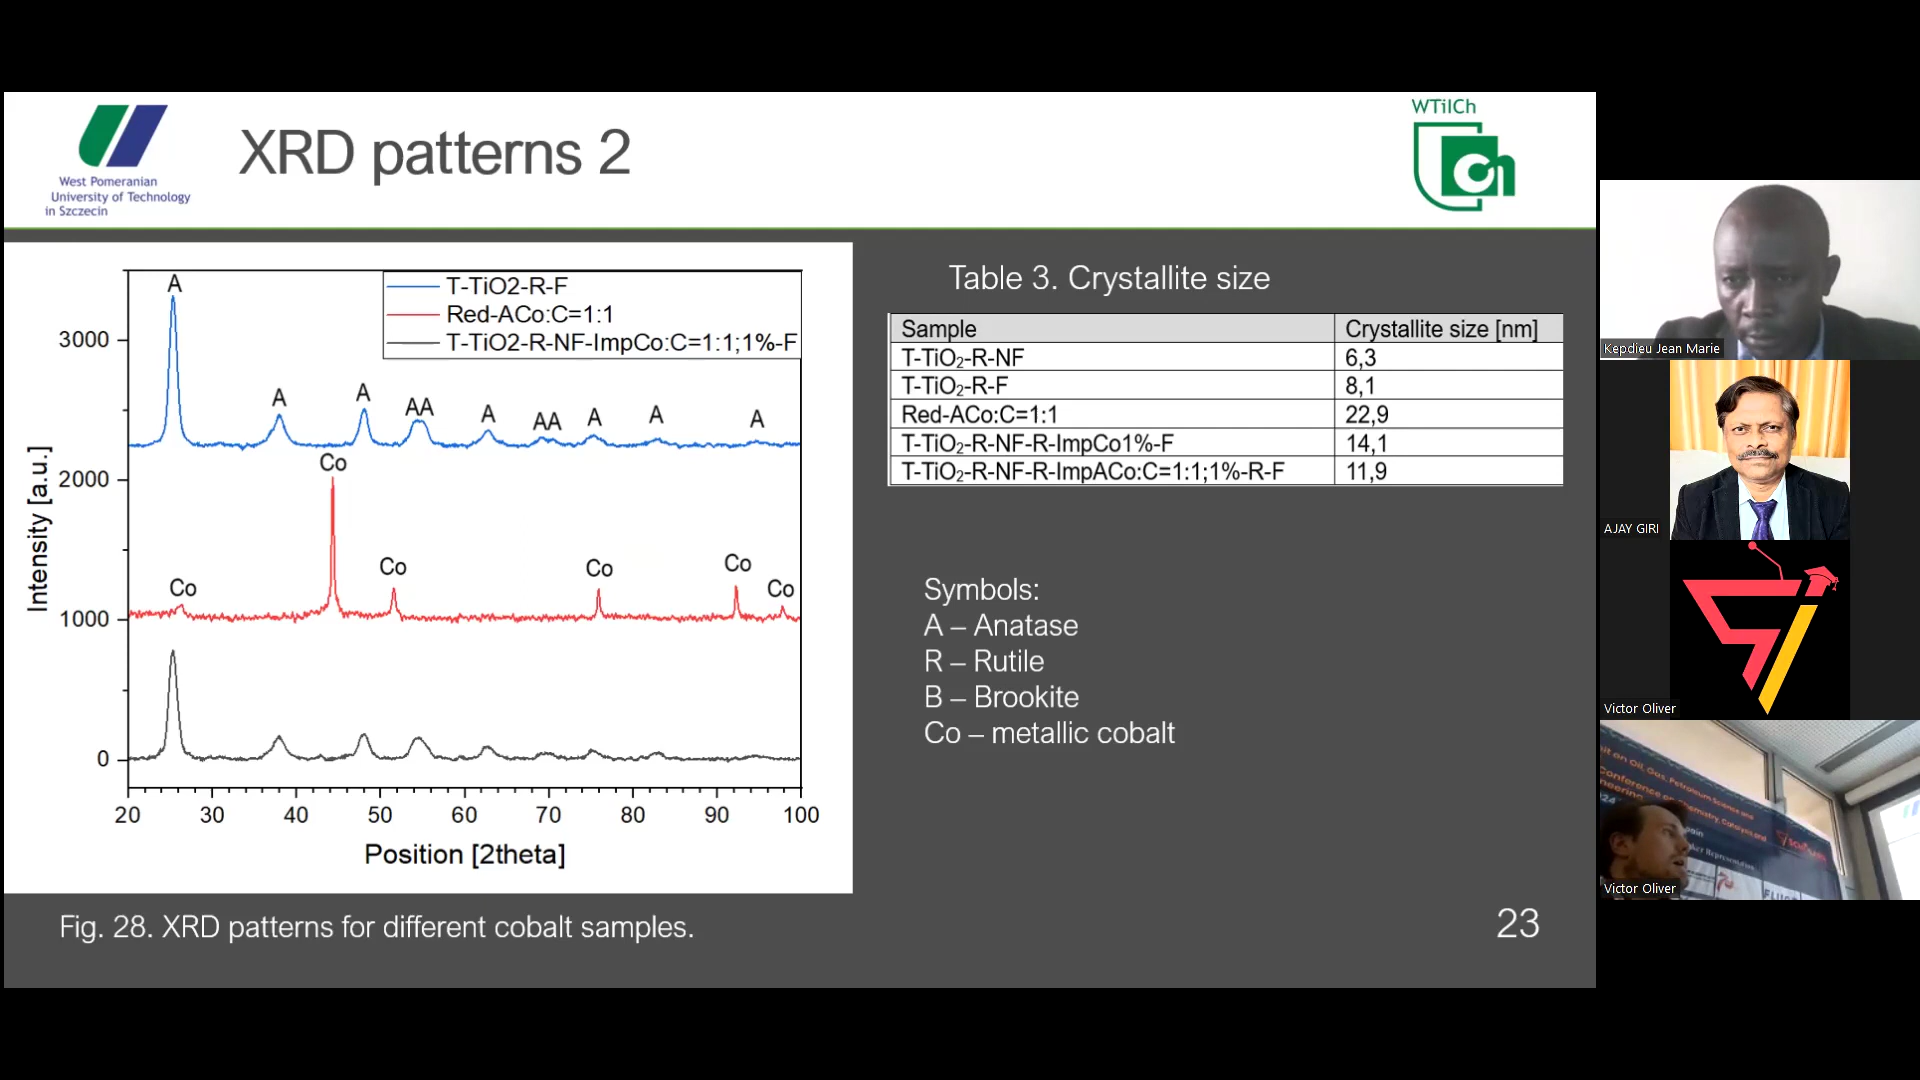 West Pomeranian
University of Technology
in Szczecin
XRD patterns 2
WTiICh
Intensity [a.u.]
3000
2000
1000
0
T-TiO2-R-F
Red-ACo:C=1:1
T-TiO2-R-NF-ImpCo:C=1:1;1%-F
A
A
A
AA
A
AA
A
A
A
Co
Co
Co
Co
Co
Co
20 30 40 50 60 70 80 90 100
Position [2theta]
Fig. 28. XRD patterns for different cobalt samples.
Table 3. Crystallite size
Sample Crystallite size [nm]
T-TiO₂-R-NF 6,3
T-TiO₂-R-F 8,1
Red-ACo:C=1:1 22,9
T-TiO₂-R-NF-R-ImpCo1%-F 14,1
T-TiO₂-R-NF-R-ImpACo:C=1:1;1%-R-F 11,9
Symbols:
A – Anatase
R – Rutile
B – Brookite
Co – metallic cobalt
23
Kepdieu Jean Marie
AJAY GIRI
Victor Oliver
Victor Oliver